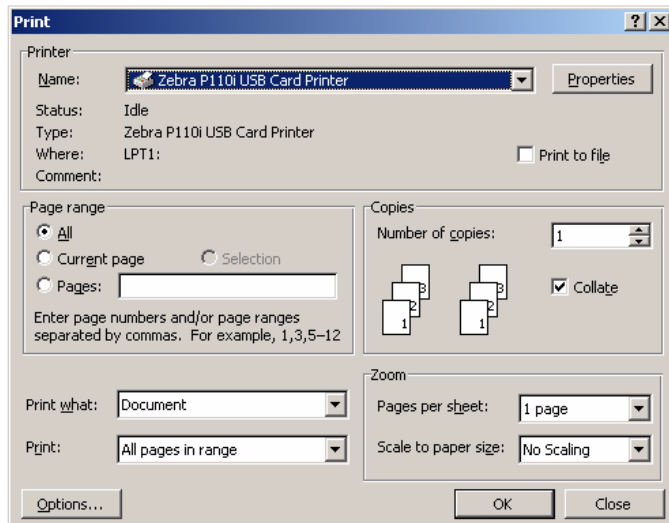 Print
Printer
Name: Zebra P110i USB Card Printer Properties
Status: Idle
Type: Zebra P110i USB Card Printer
Where: LPT1: Print to file
Comment:
Page range
All
Current page Selection
Pages:
Enter page numbers and/or page ranges
separated by commas. For example, 1,3,5–12
Copies
Number of copies: 1
3 3
2 2
1 1
Collate
Print what: Document
Print: All pages in range
Zoom
Pages per sheet: 1 page
Scale to paper size: No Scaling
Options... OK Close